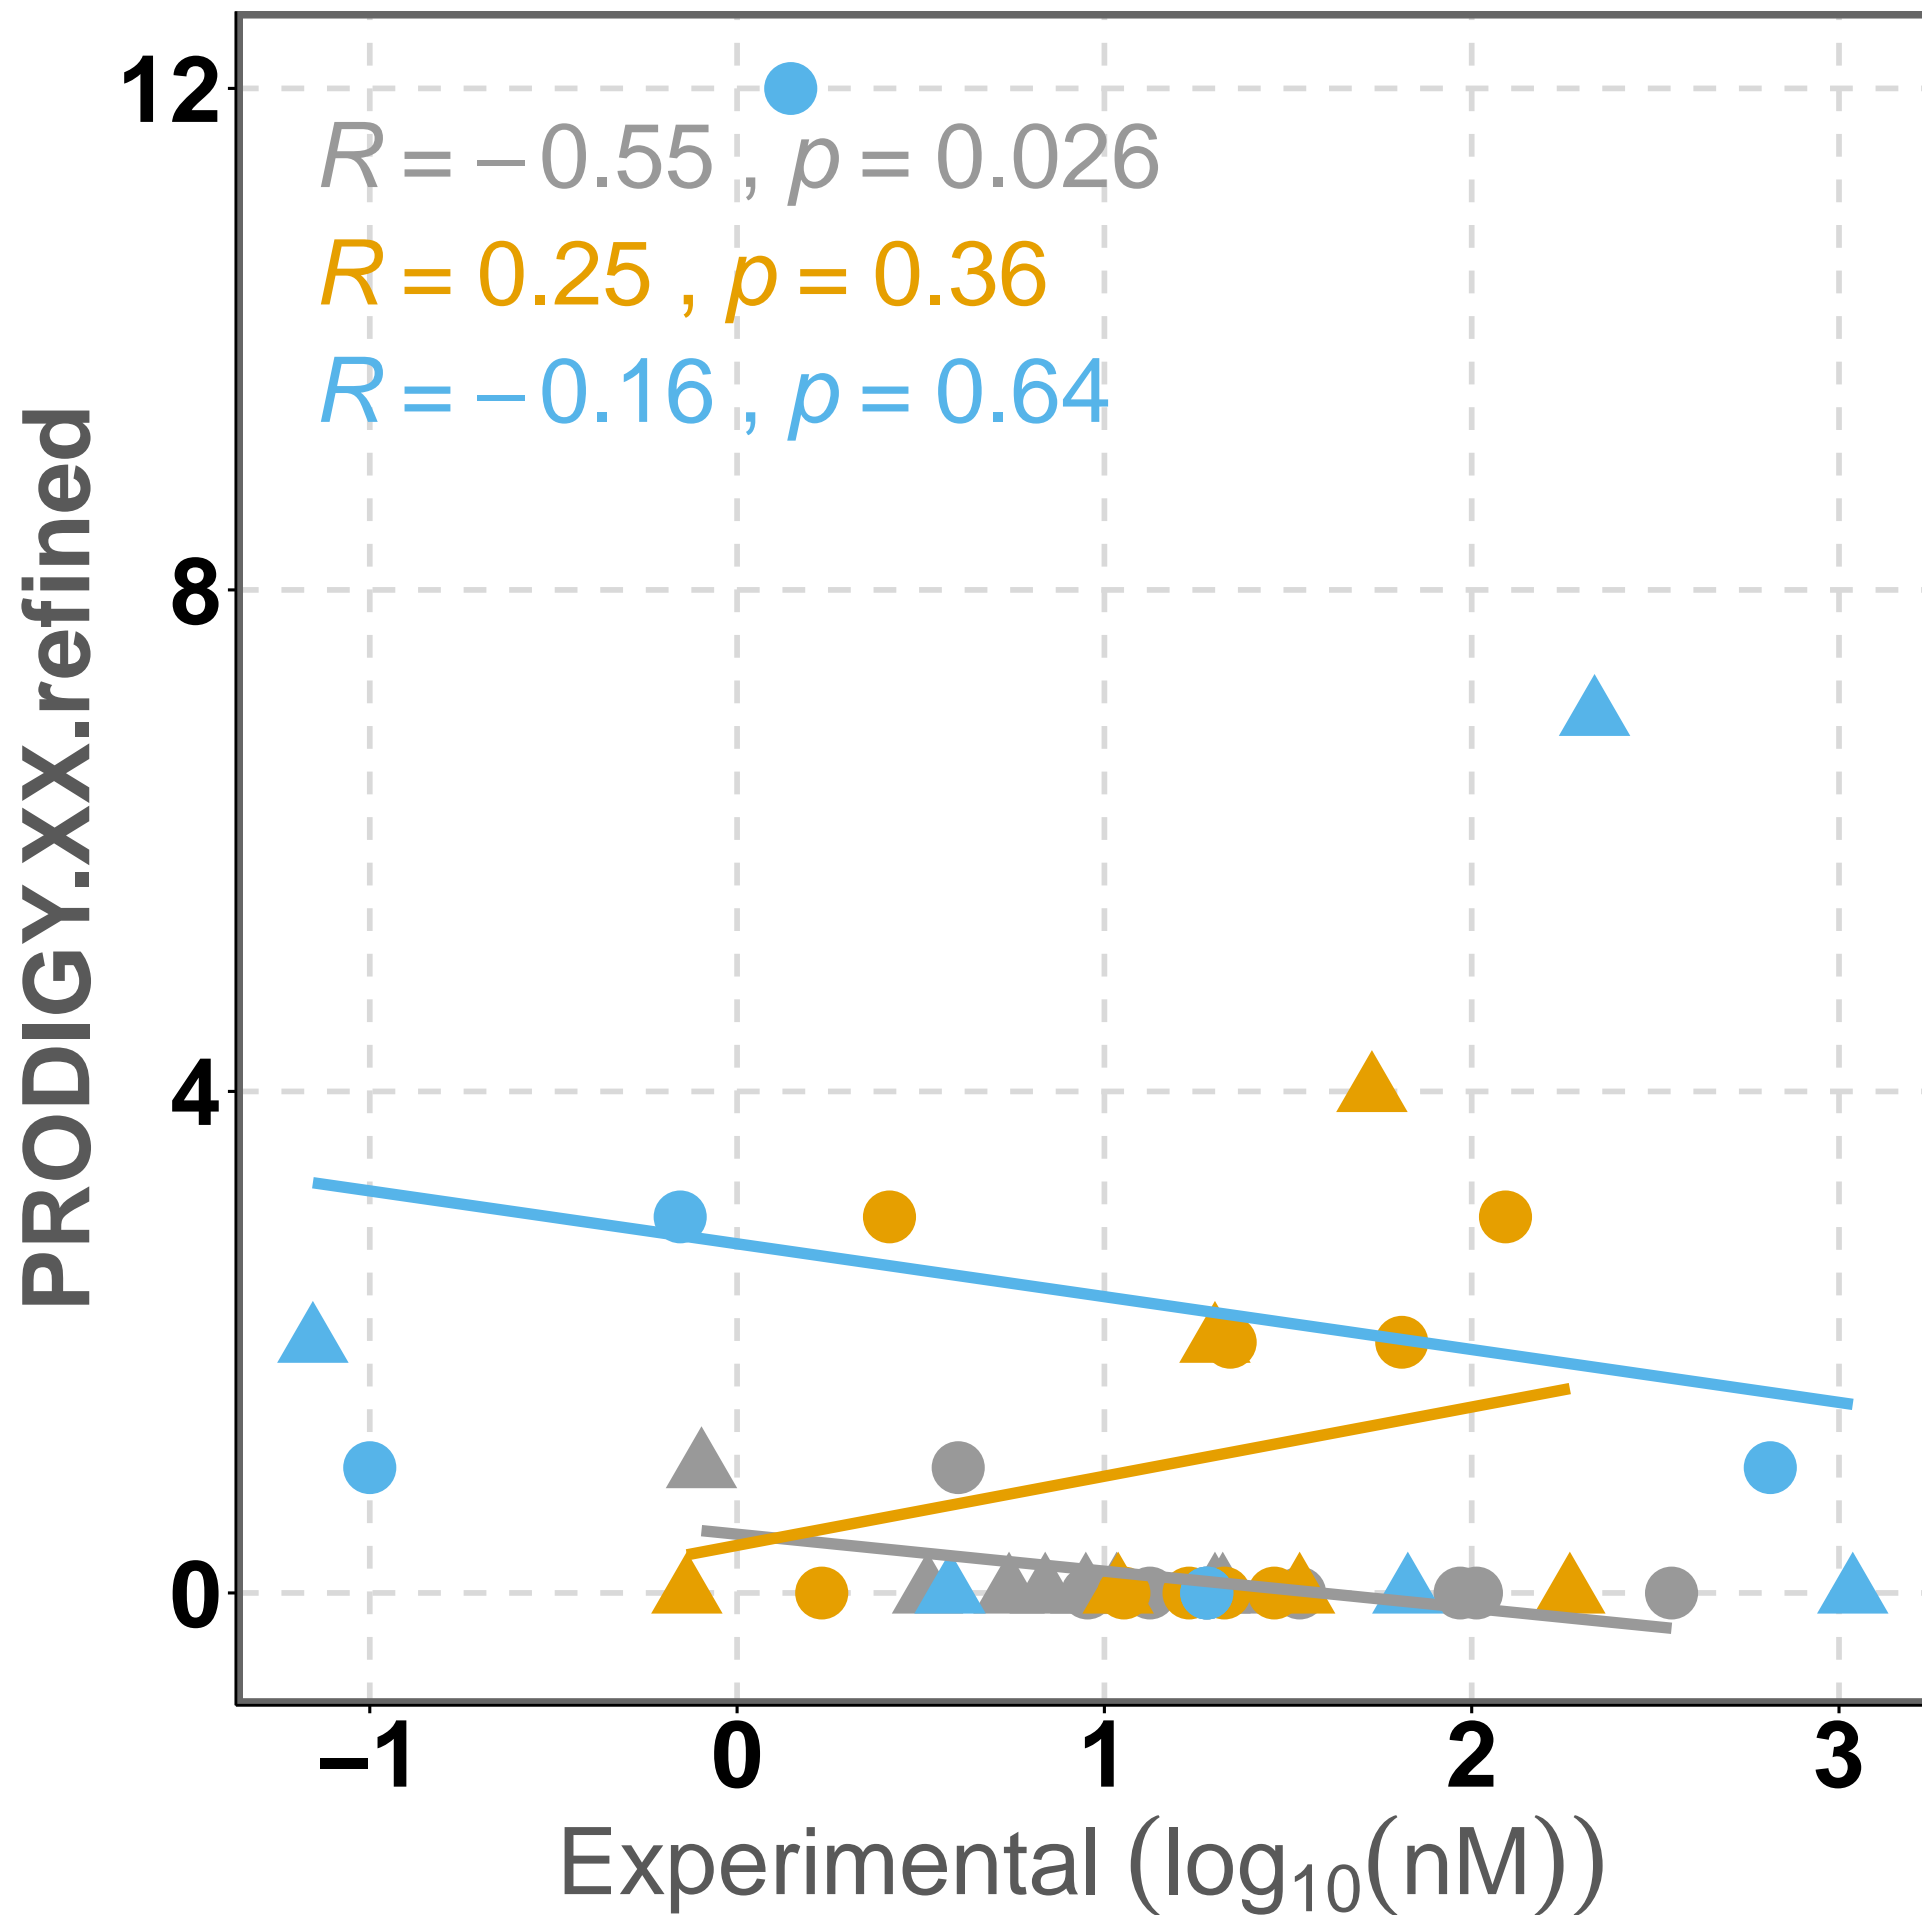 12
R = −0.55 , p = 0.026
R = 0.25 , p = 0.36
R = −0.16 , p = 0.64
8
4
0
PRODIGY.XX.refined
−1 0 1 2 3
Experimental (log10(nM))